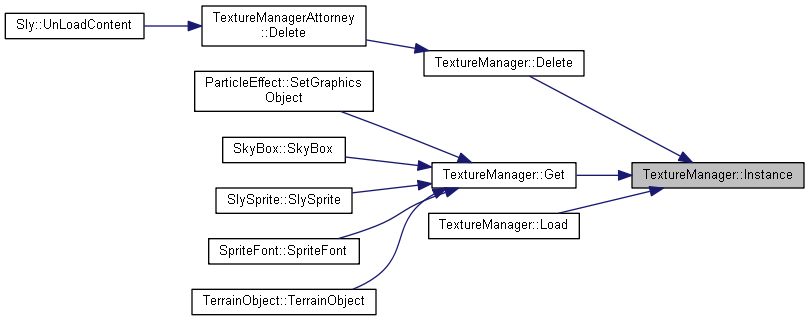 Sly::UnLoadContent
TextureManagerAttorney
::Delete
TextureManager::Delete
ParticleEffect::SetGraphics
Object
SkyBox::SkyBox
TextureManager::Get
TextureManager::Instance
SlySprite::SlySprite
TextureManager::Load
SpriteFont::SpriteFont
TerrainObject::TerrainObject